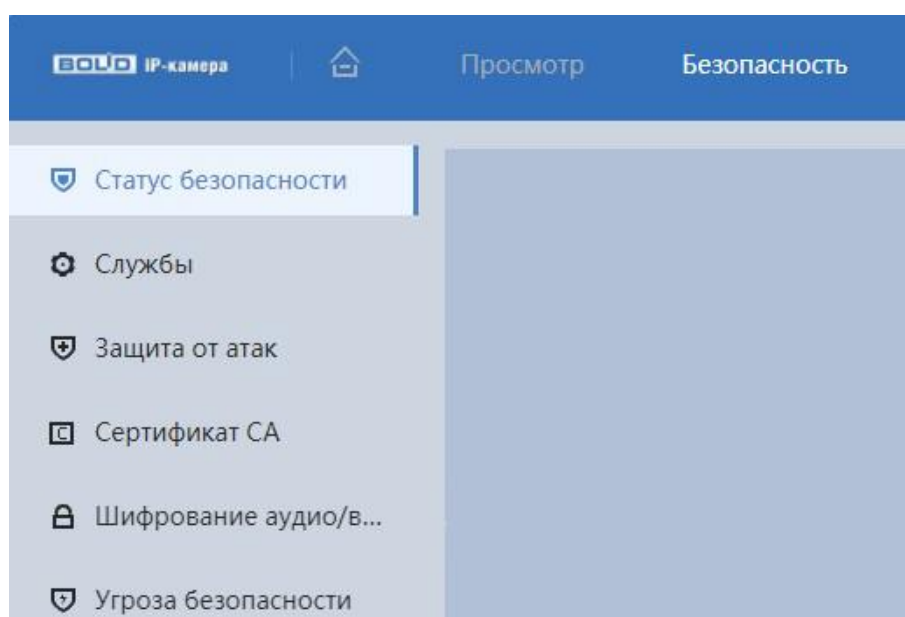 BOLID IP-камера Просмотр Безопасность
Статус безопасности
Службы
Защита от атак
Сертификат CA
Шифрование аудио/в...
Угроза безопасности